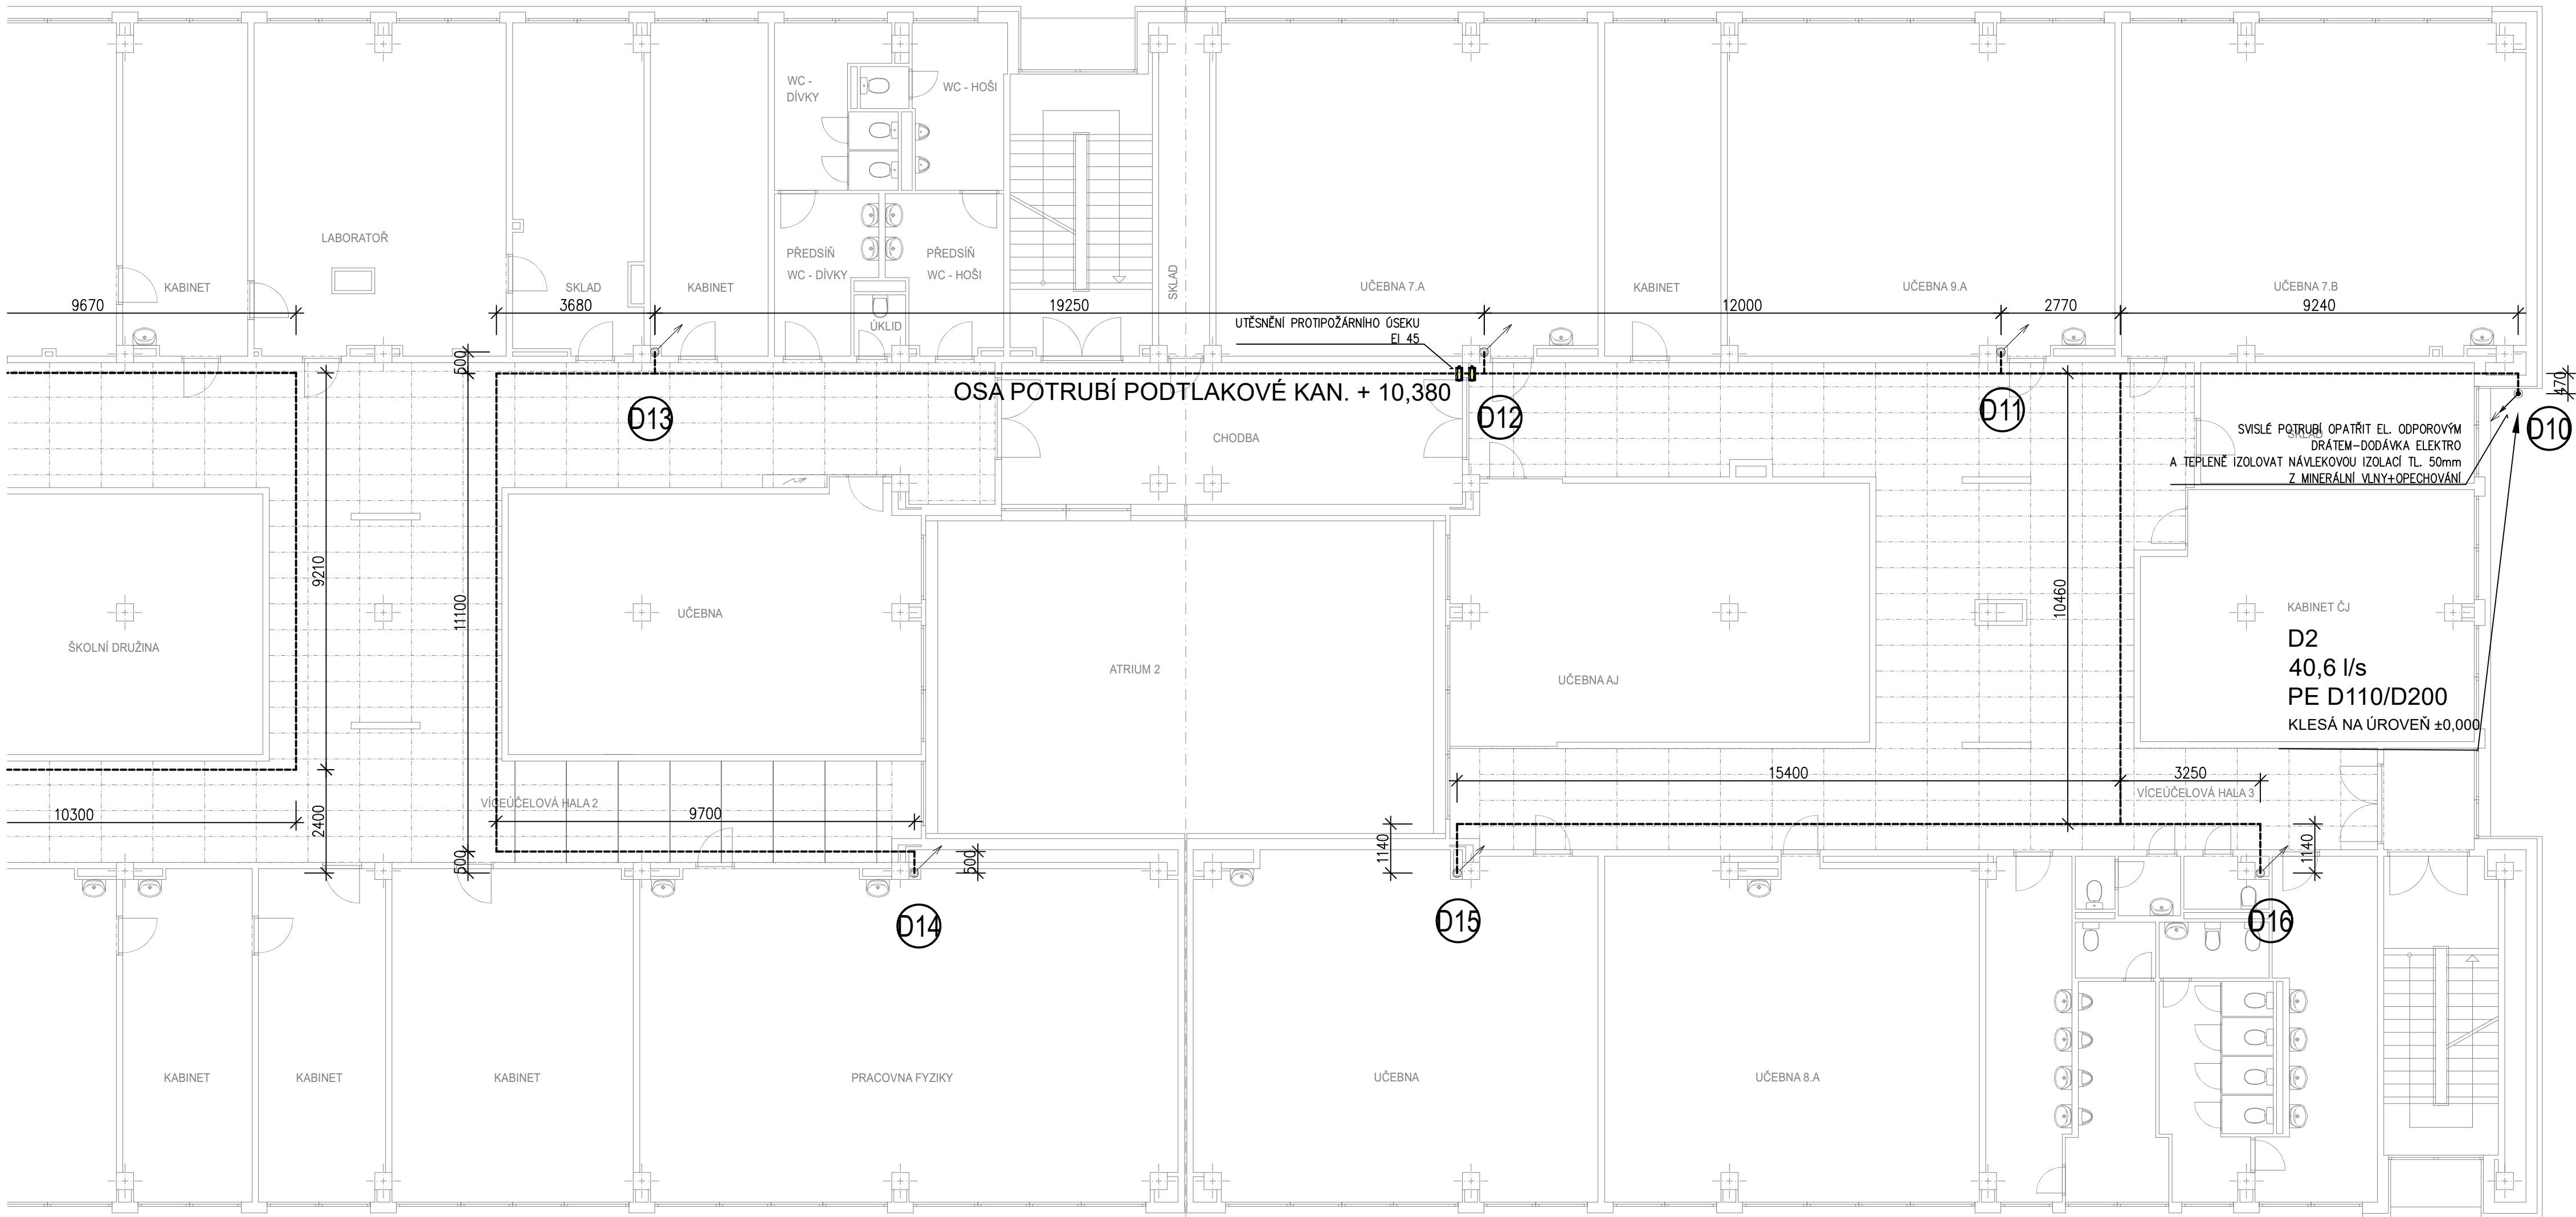 WC -
DÍVKY
WC - HOŠI
LABORATOŘ
PŘEDSÍŇ
WC - DÍVKY
PŘEDSÍŇ
WC - HOŠI
SKLAD
KABINET
SKLAD
KABINET
UČEBNA 7.A
KABINET
UČEBNA 9.A
UČEBNA 7.B
9670
3680
19250
12000
2770
9240
ÚKLID
UTĚSNĚNÍ PROTIPOŽÁRNÍHO ÚSEKU
EI 45
500
OSA POTRUBÍ PODTLAKOVÉ KAN. + 10,380
470
D13
D12
D11
D10
CHODBA
SKLAD
SVISLÉ POTRUBÍ OPATŘIT EL. ODPOROVÝM
DRÁTEM-DODÁVKA ELEKTRO
A TEPLENĚ IZOLOVAT NÁVLEKOVOU IZOLACÍ TL. 50mm
Z MINERÁLNÍ VLNY+OPECHOVÁNÍ
9210
11100
10460
UČEBNA
KABINET ČJ
ŠKOLNÍ DRUŽINA
ATRIUM 2
UČEBNA AJ
D2
40,6 l/s
PE D110/D200
KLESÁ NA ÚROVEŇ ±0,000
15400
3250
VÍCEÚČELOVÁ HALA 2
VÍCEÚČELOVÁ HALA 3
10300
2400
9700
500
500
1140
1140
D14
D15
D16
KABINET
KABINET
KABINET
PRACOVNA FYZIKY
UČEBNA
UČEBNA 8.A